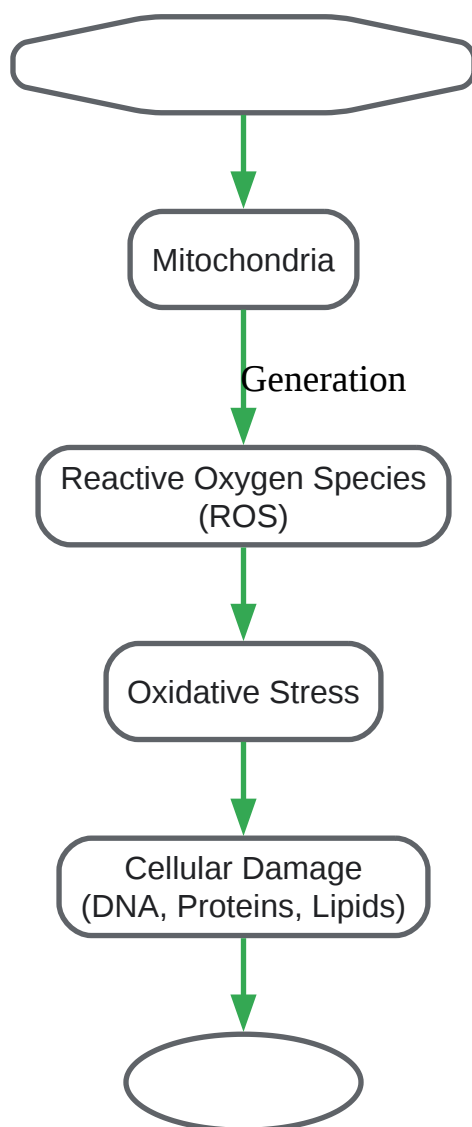 Mitochondria
Generation
Reactive Oxygen Species
(ROS)
Oxidative Stress
Cellular Damage
(DNA, Proteins, Lipids)